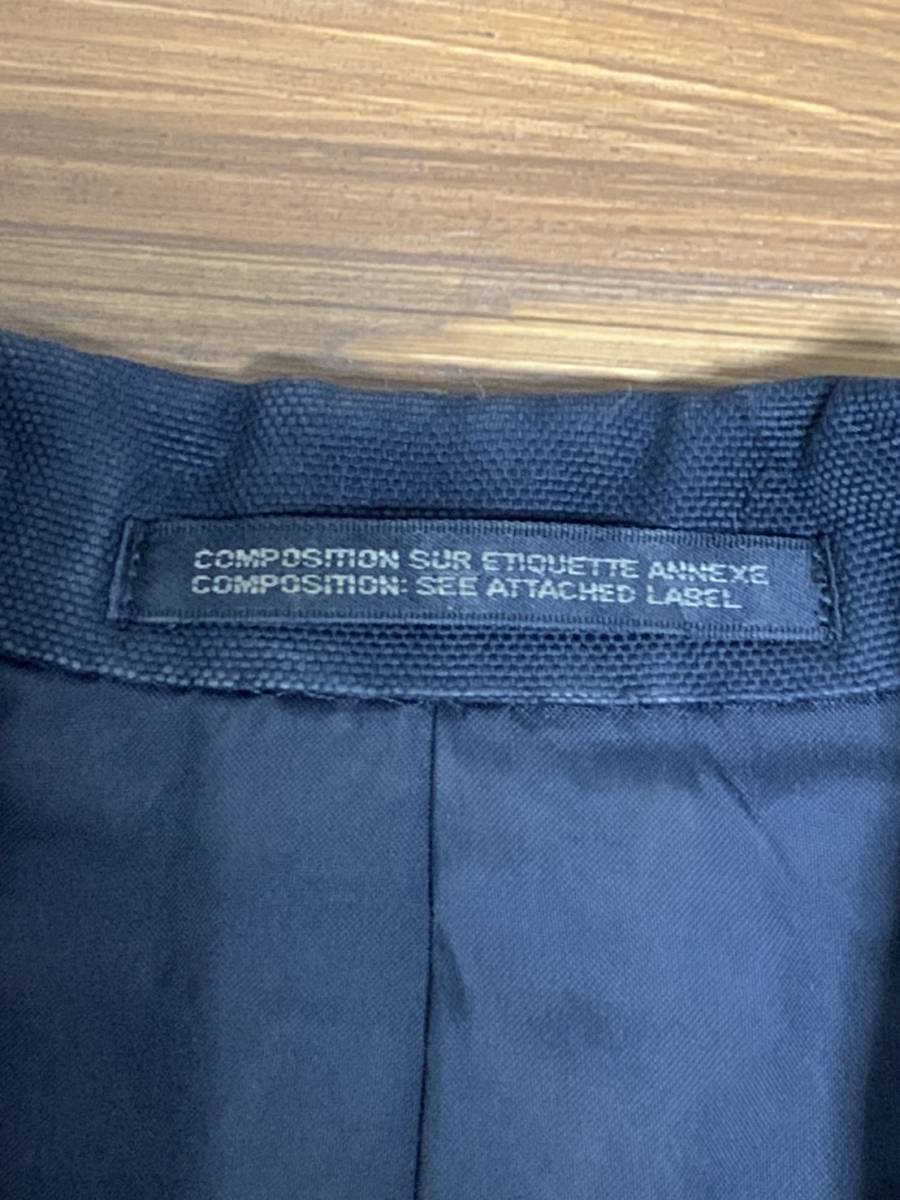 COMPOSITION SUR ETIQUETTE ANNEXE
COMPOSITION: SEE ATTACHED LABEL